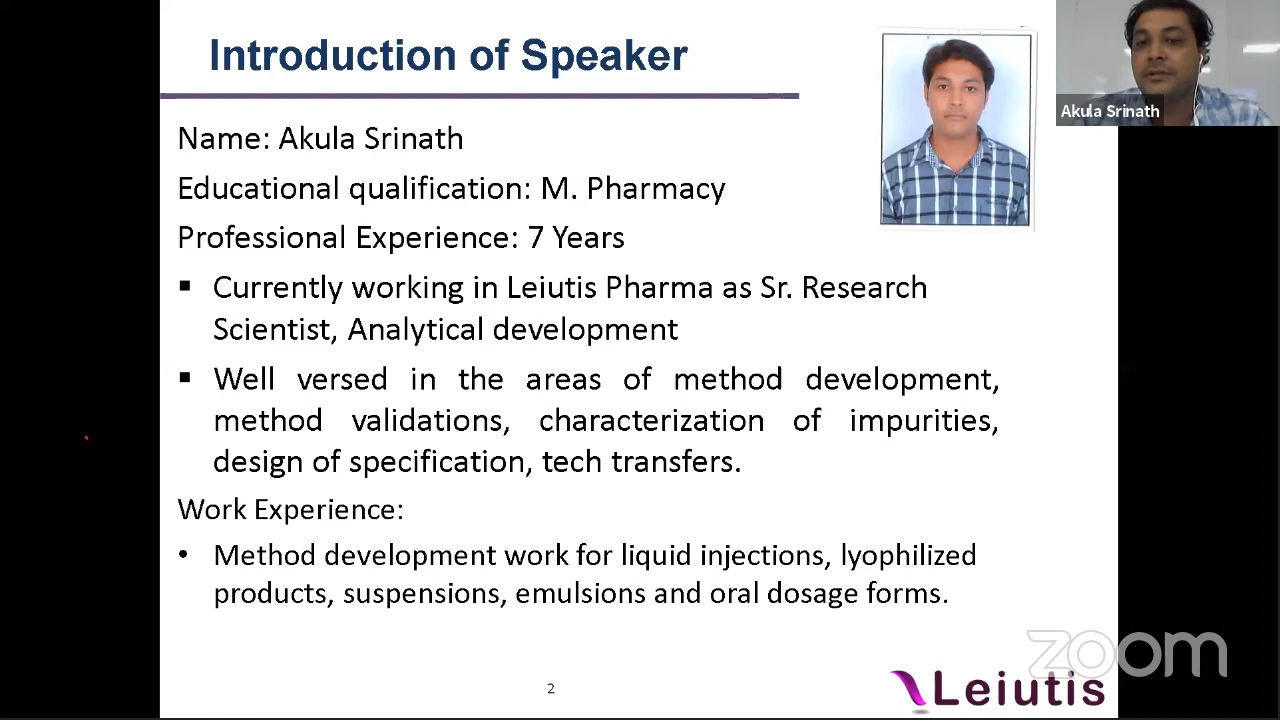 Introduction of Speaker
Akula Srinath
Name: Akula Srinath
Educational qualification: M. Pharmacy
Professional Experience: 7 Years
▪ Currently working in Leiutis Pharma as Sr. Research
Scientist, Analytical development
▪ Well versed in the areas of method development,
method validations, characterization of impurities,
design of specification, tech transfers.
Work Experience:
• Method development work for liquid injections, lyophilized
products, suspensions, emulsions and oral dosage forms.
zoom
2
Leiutis